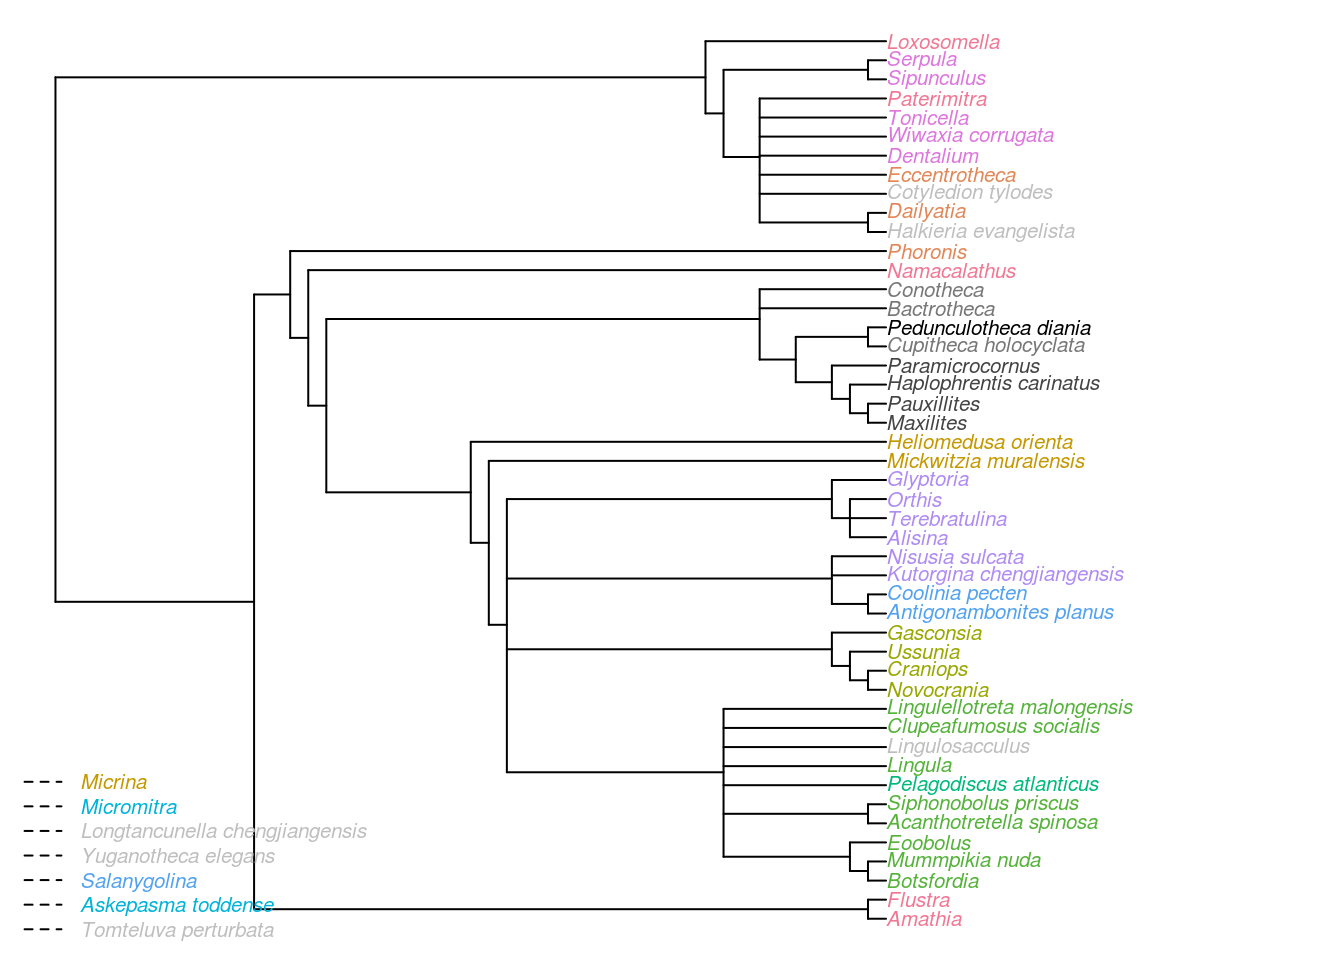 Loxosomella
Serpula
Sipunculus
Paterimitra
Tonicella
Wiwaxia corrugata
Dentalium
Eccentrotheca
Cotyledion tylodes
Dailyatia
Halkieria evangelista
Phoronis
Namacalathus
Conotheca
Bactrotheca
Pedunculotheca diania
Cupitheca holocyclata
Paramicrocornus
Haplophrentis carinatus
Pauxillites
Maxilites
Heliomedusa orienta
Mickwitzia muralensis
Glyptoria
Orthis
Terebratulina
Alisina
Nisusia sulcata
Kutorgina chengjiangensis
Coolinia pecten
Antigonambonites planus
Gasconsia
Ussunia
Craniops
Novocrania
Lingulellotreta malongensis
Clupeafumosus socialis
Lingulosacculus
Lingula
Pelagodiscus atlanticus
Siphonobolus priscus
Acanthotretella spinosa
Eoobolus
Mummpikia nuda
Botsfordia
Flustra
Amathia
Micrina
Micromitra
Longtancunella chengjiangensis
Yuganotheca elegans
Salanygolina
Askepasma toddense
Tomteluva perturbata